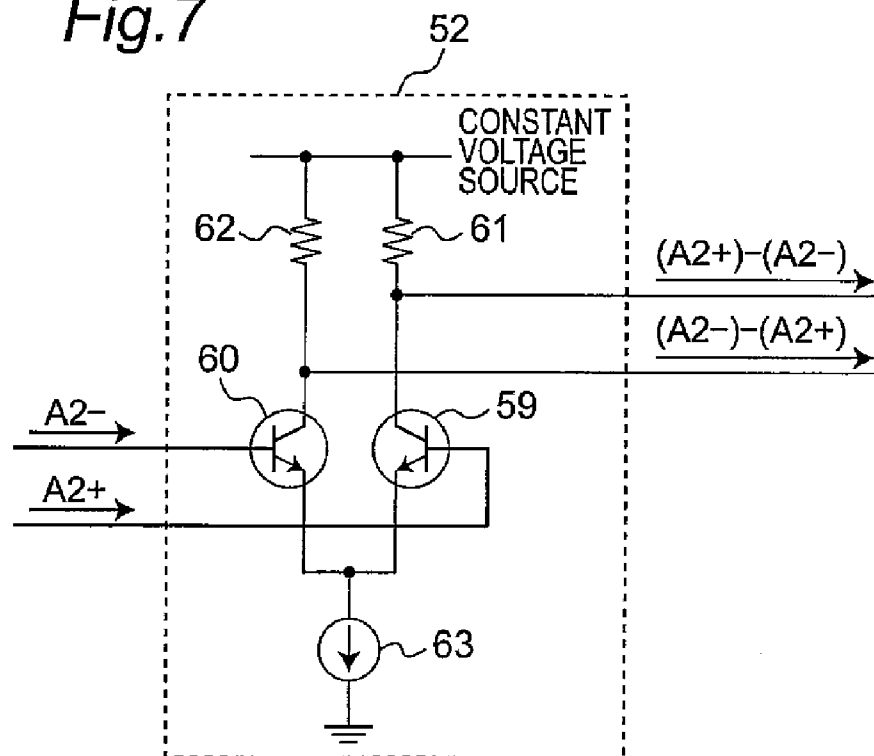 Fig.7
52
CONSTANT
VOLTAGE
SOURCE
62
61
(A2+)−(A2−)
(A2−)−(A2+)
60
59
A2−
A2+
63